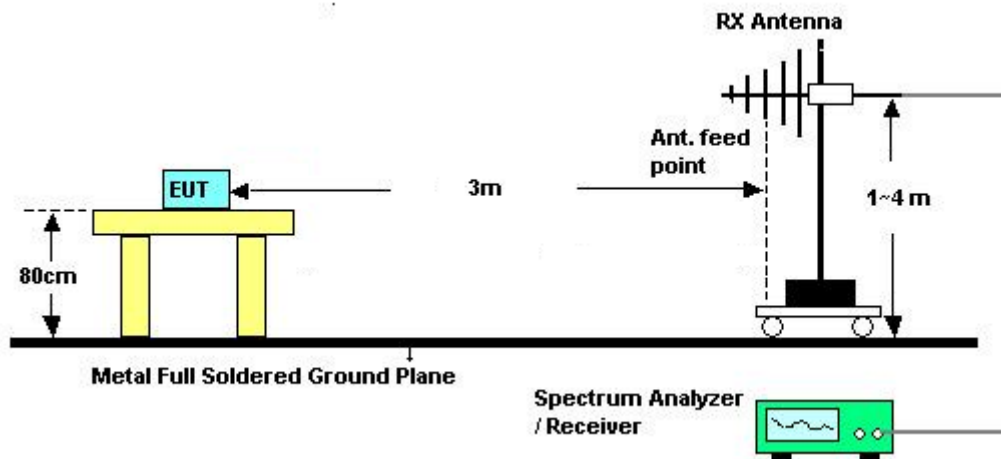 RX Antenna
Ant. feed
point
EUT
3m
1~4 m
80cm
Metal Full Soldered Ground Plane
Spectrum Analyzer
/ Receiver